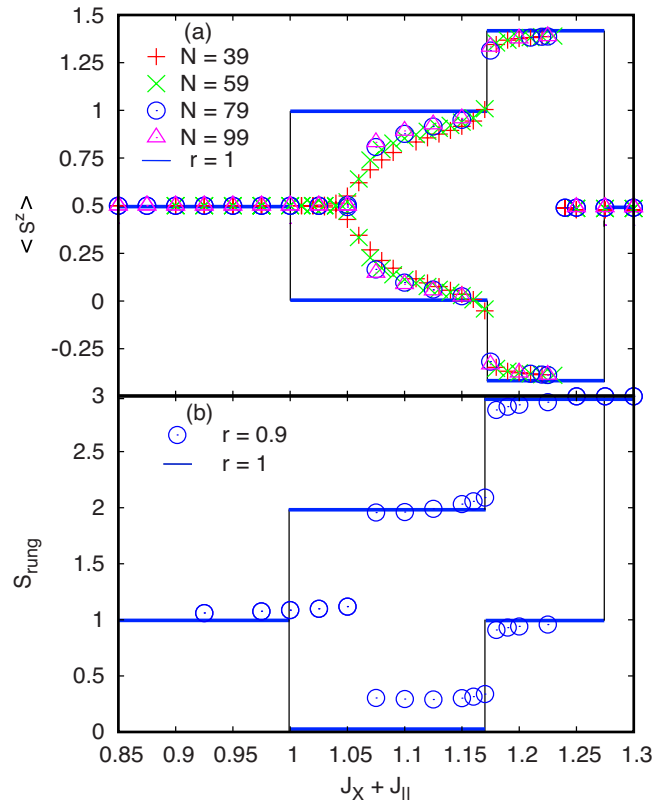 (a)
N = 39
N = 59
N = 79
N = 99
r = 1
1.5
1.25
1
0.75
0.5
0.25
0
-0.25
< S^z >
(b)
r = 0.9
r = 1
3
2.5
2
1.5
1
0.5
0
S_rung
0.85 0.9 0.95 1 1.05 1.1 1.15 1.2 1.25 1.3
J_X + J_||